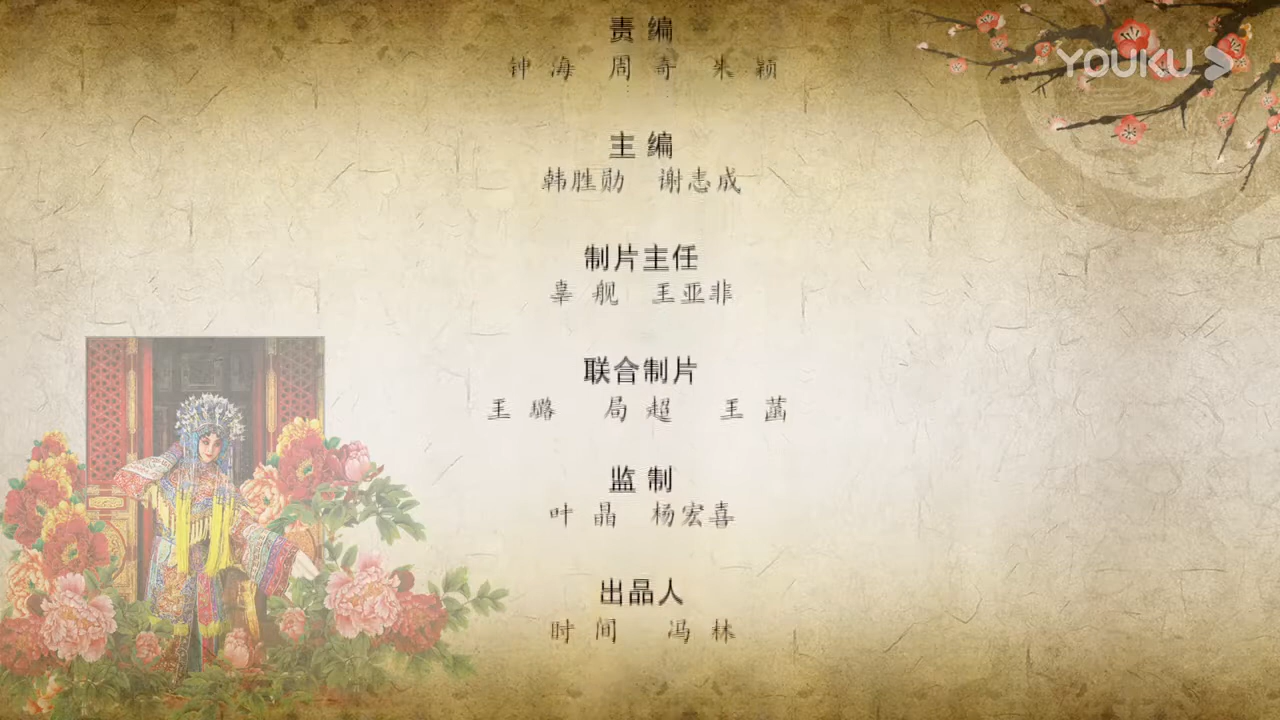 责编
YOUKU
钟海 周奇 朱颖
主编
韩胜勋 谢志成
制片主任
辜舰 王亚非
联合制片
王璐 局超 王菡
监制
叶晶 杨宏喜
出品人
时间 冯林